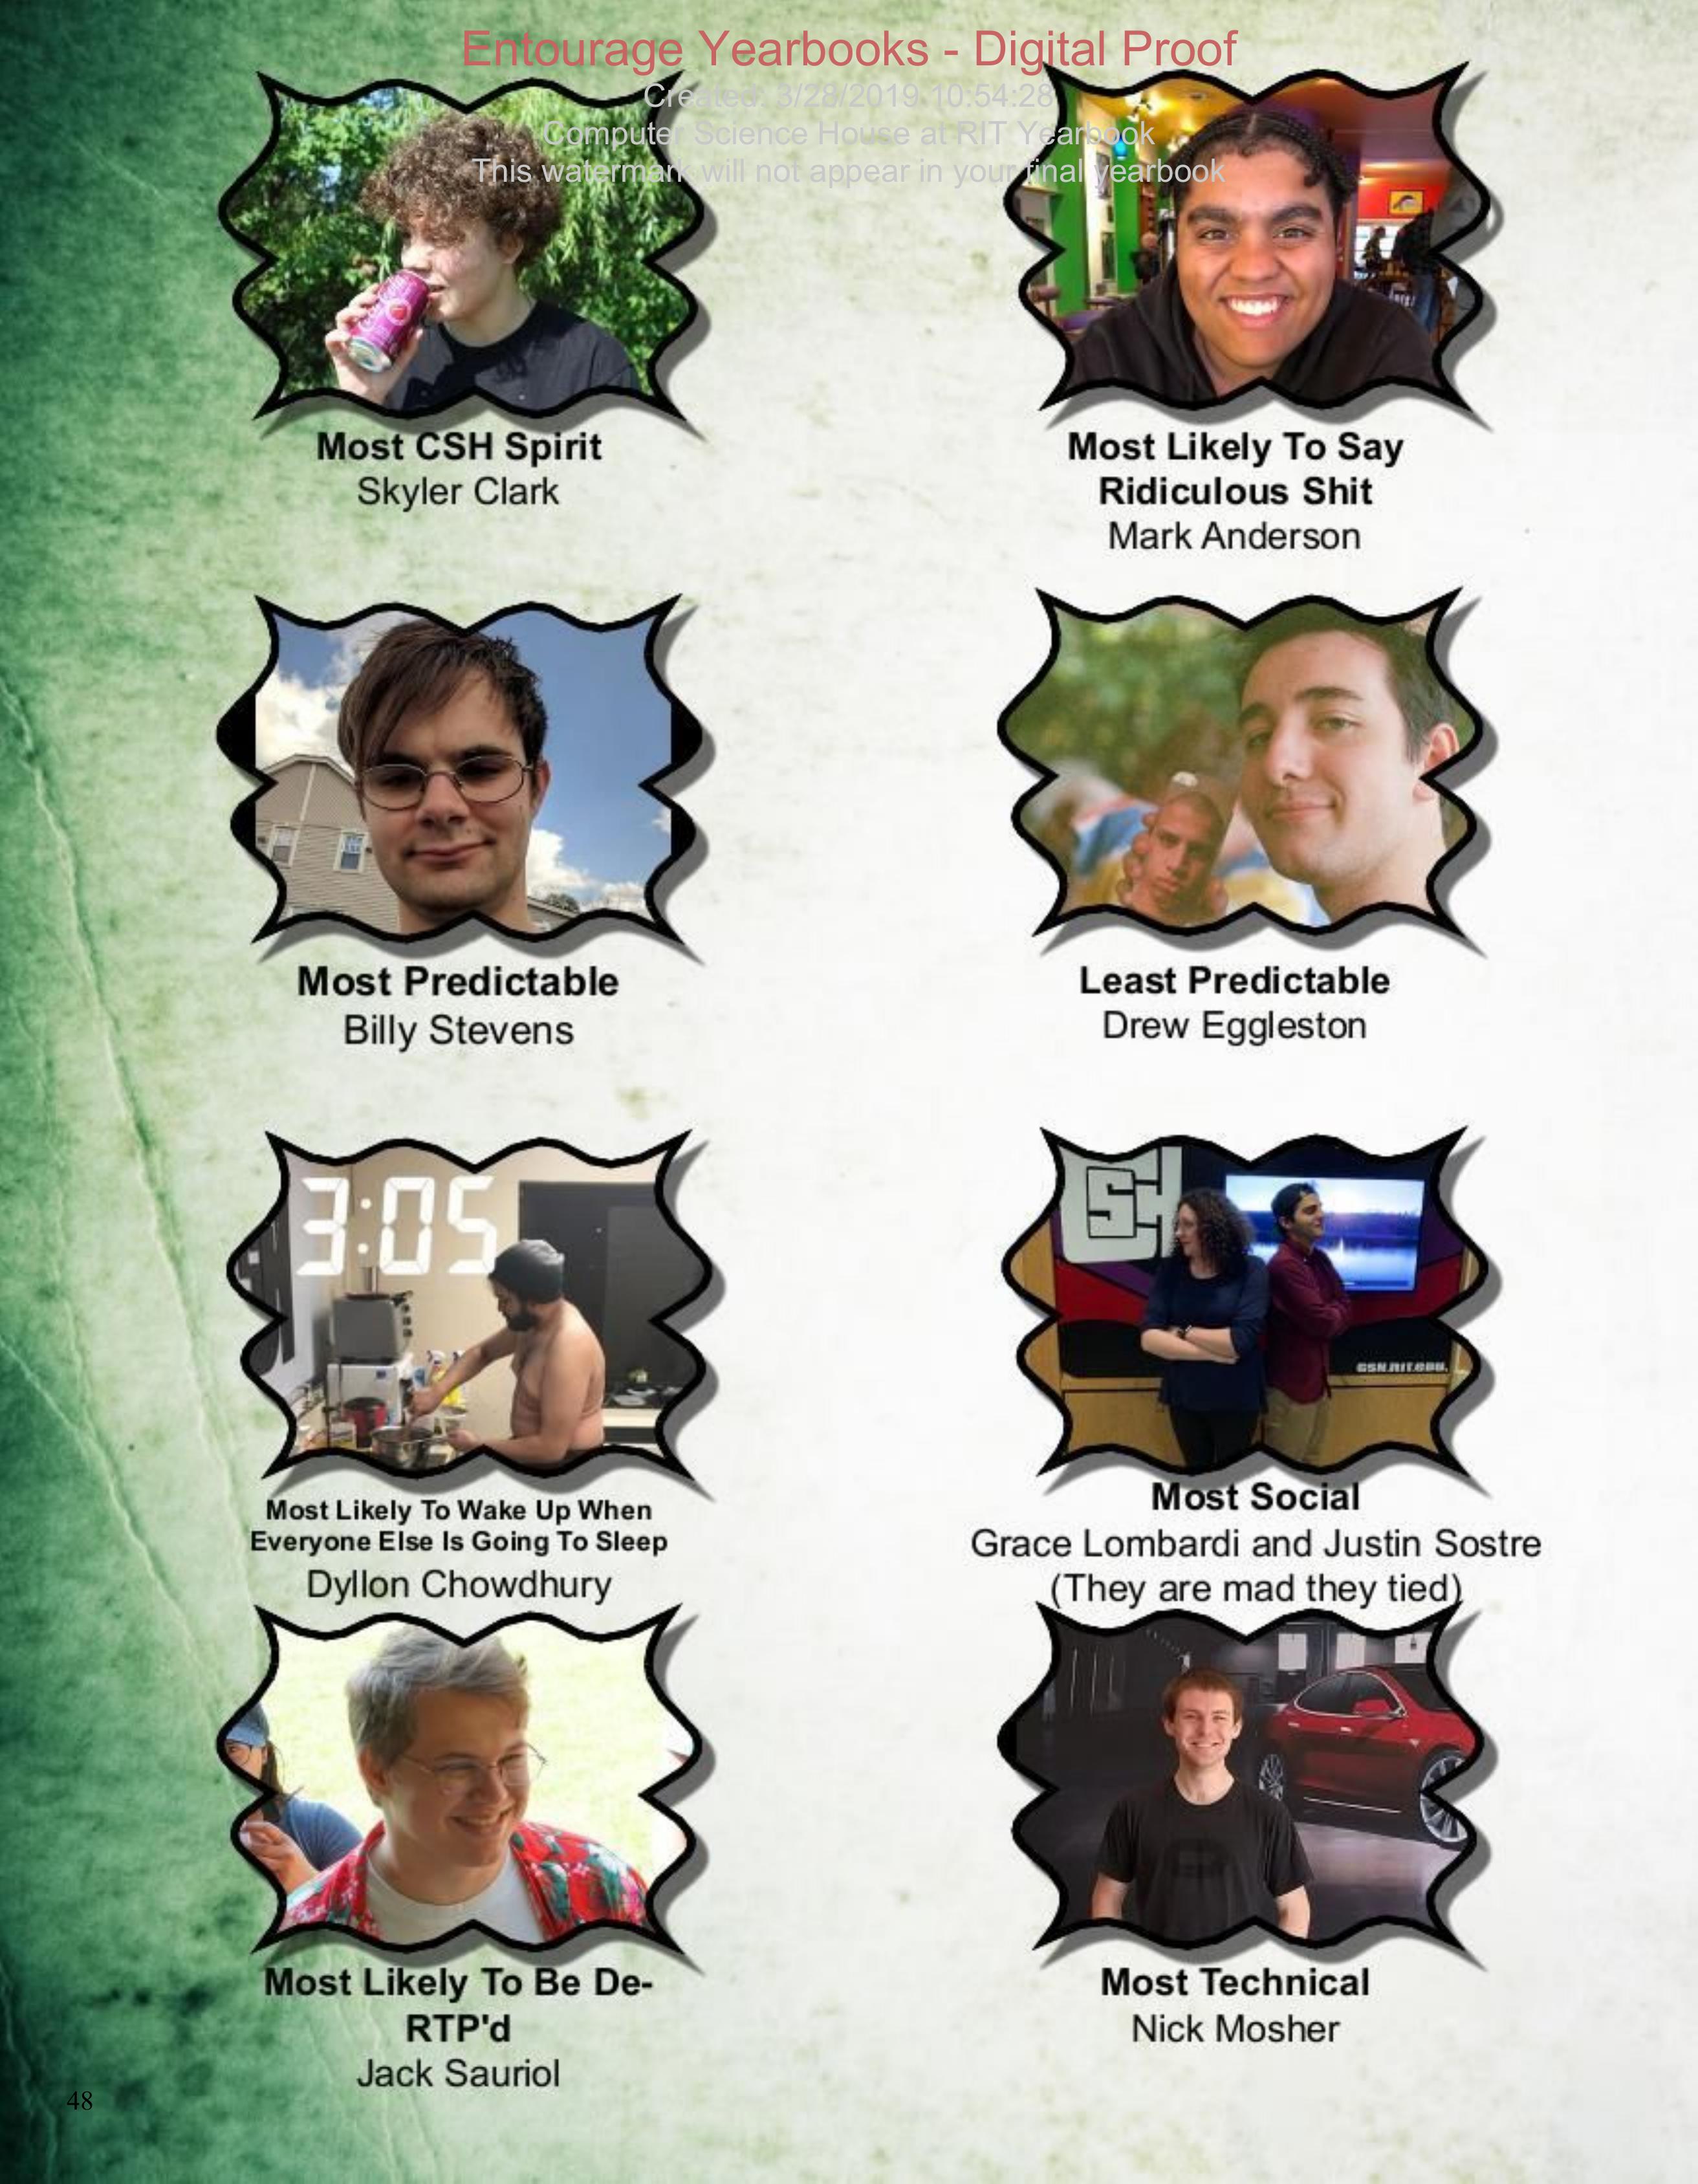 Entourage Yearbooks - Digital Proof
Created: 3/28/2019 10:54:28
Computer Science House at RIT Yearbook
This watermark will not appear in your final yearbook
Most CSH Spirit
Skyler Clark
Most Likely To Say
Ridiculous Shit
Mark Anderson
Most Predictable
Billy Stevens
Least Predictable
Drew Eggleston
3:05
Most Likely To Wake Up When
Everyone Else Is Going To Sleep
Dyllon Chowdhury
CSH
CSH.RIT.EDU
Most Social
Grace Lombardi and Justin Sostre
(They are mad they tied)
Most Likely To Be De-
RTP'd
Jack Sauriol
Most Technical
Nick Mosher
48